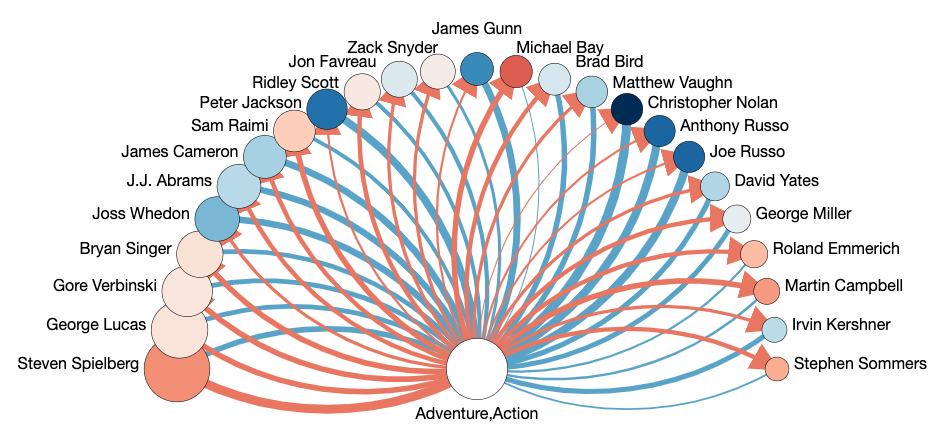 James Gunn
Zack Snyder
Michael Bay
Jon Favreau
Brad Bird
Ridley Scott
Matthew Vaughn
Peter Jackson
Christopher Nolan
Sam Raimi
Anthony Russo
James Cameron
Joe Russo
J.J. Abrams
David Yates
Joss Whedon
George Miller
Bryan Singer
Roland Emmerich
Gore Verbinski
Martin Campbell
George Lucas
Irvin Kershner
Steven Spielberg
Stephen Sommers
Adventure,Action